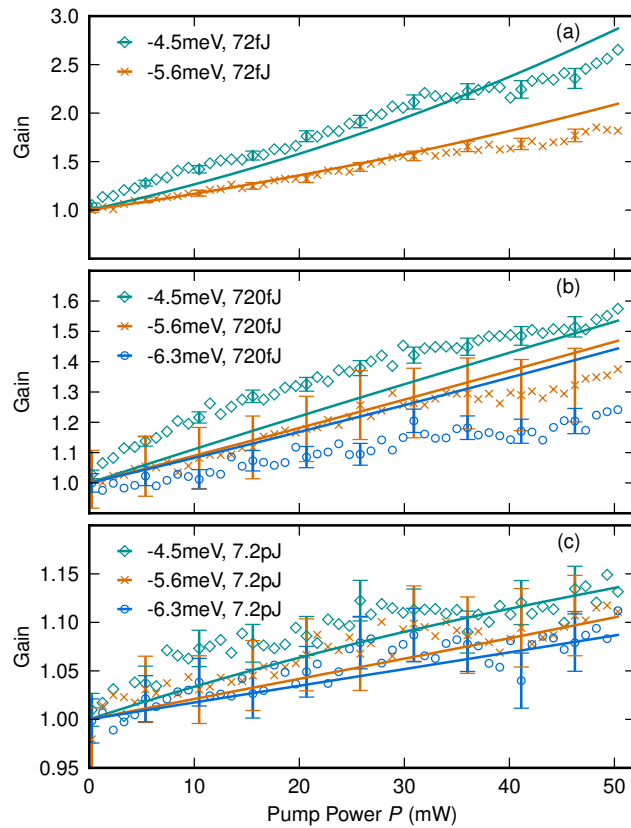 3.0
(a)
-4.5meV, 72fJ
2.5
-5.6meV, 72fJ
2.0
Gain
1.5
1.0
(b)
1.6
-4.5meV, 720fJ
1.5
-5.6meV, 720fJ
1.4
-6.3meV, 720fJ
1.3
Gain
1.2
1.1
1.0
(c)
-4.5meV, 7.2pJ
1.15
-5.6meV, 7.2pJ
-6.3meV, 7.2pJ
1.10
Gain
1.05
1.00
0.95
0 10 20 30 40 50
Pump Power P (mW)